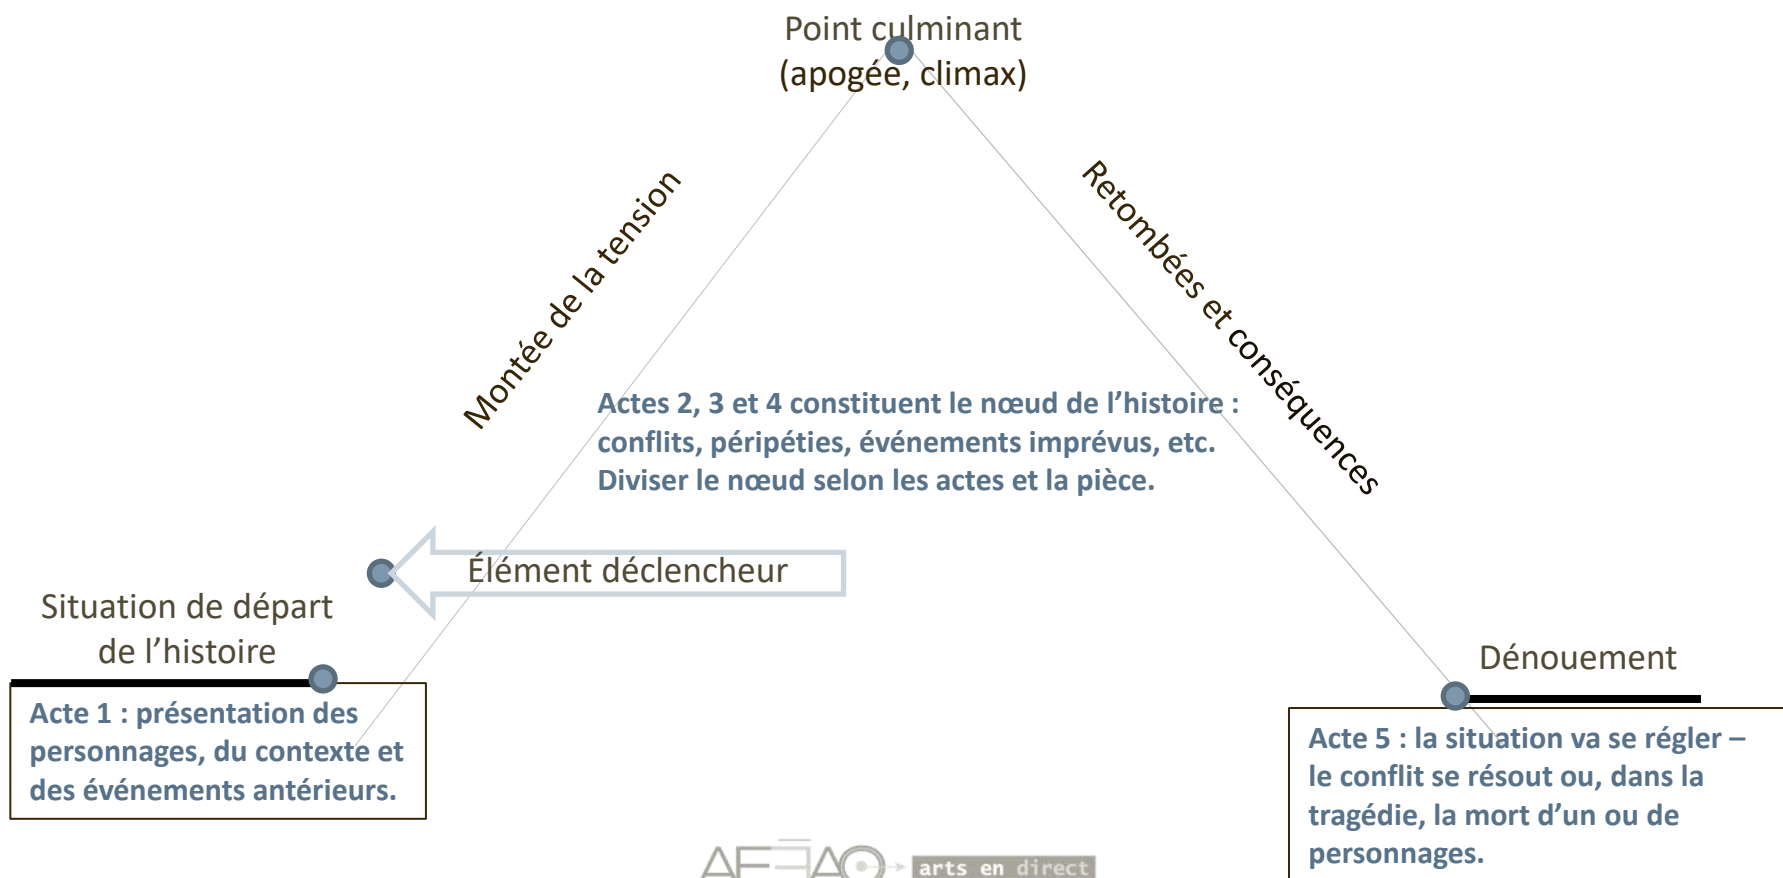 Point culminant
(apogée, climax)
Montée de la tension
Retombées et conséquences
Actes 2, 3 et 4 constituent le nœud de l’histoire :
conflits, péripéties, événements imprévus, etc.
Diviser le nœud selon les actes et la pièce.
Élément déclencheur
Situation de départ
de l’histoire
Acte 1 : présentation des
personnages, du contexte et
des événements antérieurs.
Dénouement
Acte 5 : la situation va se régler –
le conflit se résout ou, dans la
tragédie, la mort d’un ou de
personnages.
AFEAO
arts en direct